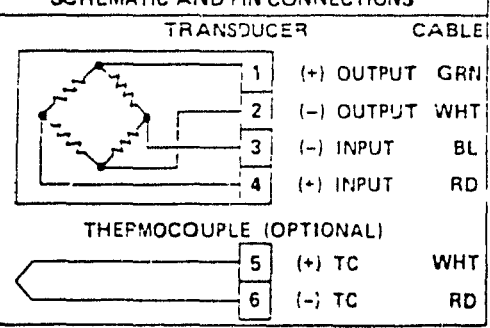 SCHEMATIC AND PIN CONNECTIONS
TRANSDUCER CABLE
1 (+) OUTPUT GRN
2 (−) OUTPUT WHT
3 (−) INPUT BL
4 (+) INPUT RD
THERMOCOUPLE (OPTIONAL)
5 (+) TC WHT
6 (−) TC RD